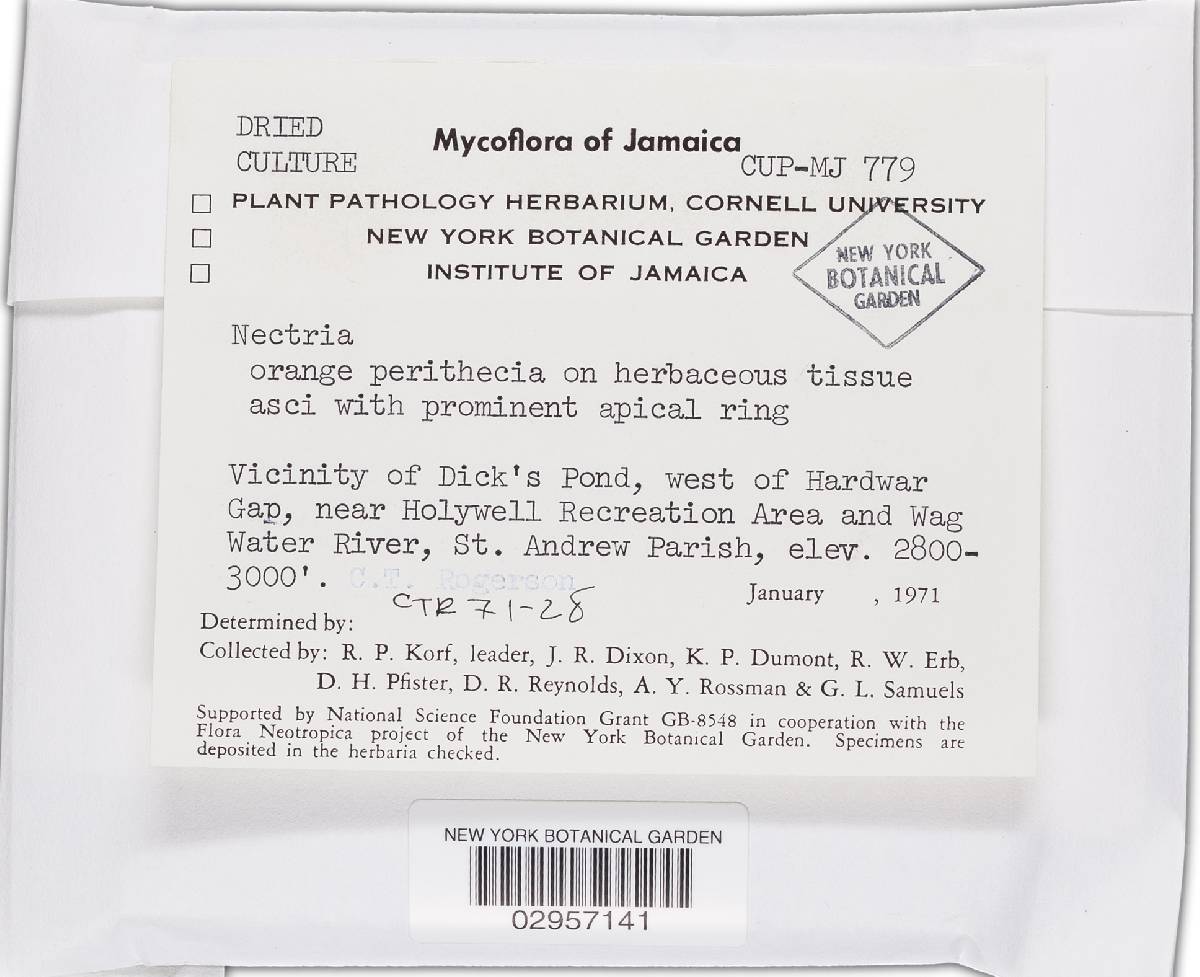 DRIED
CULTURE
Mycoflora of Jamaica
CUP-MJ 779
☐ PLANT PATHOLOGY HERBARIUM, CORNELL UNIVERSITY
☐ NEW YORK BOTANICAL GARDEN
☐ INSTITUTE OF JAMAICA
NEW YORK
BOTANICAL
GARDEN
Nectria
orange perithecia on herbaceous tissue
asci with prominent apical ring
Vicinity of Dick's Pond, west of Hardwar
Gap, near Holywell Recreation Area and Wag
Water River, St. Andrew Parish, elev. 2800-
3000'. C.T. Rogerson
January , 1971
CTR 71-28
Determined by:
Collected by: R. P. Korf, leader, J. R. Dixon, K. P. Dumont, R. W. Erb,
D. H. Pfister, D. R. Reynolds, A. Y. Rossman & G. L. Samuels
Supported by National Science Foundation Grant GB-8548 in cooperation with the
Flora Neotropica project of the New York Botanical Garden. Specimens are
deposited in the herbaria checked.
NEW YORK BOTANICAL GARDEN
02957141